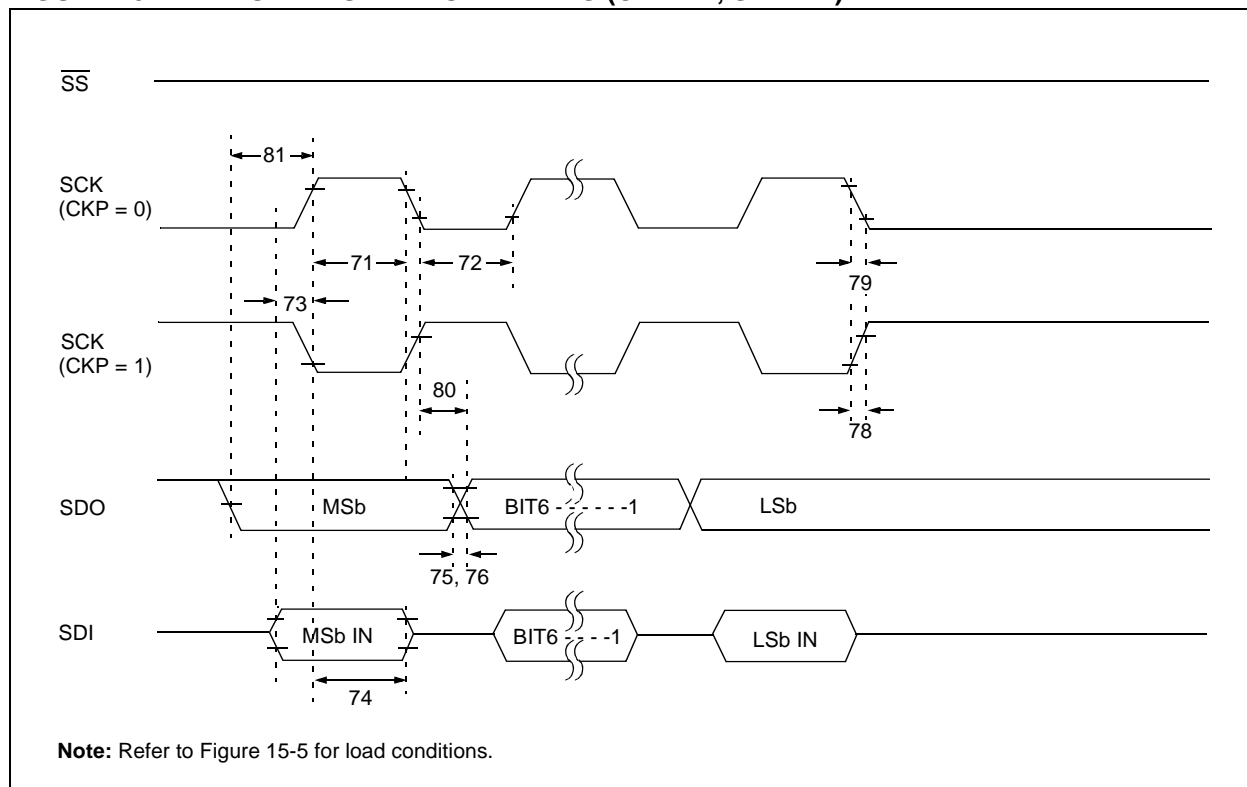 SS
81
SCK
(CKP = 0)
71
72
79
73
SCK
(CKP = 1)
80
78
SDO
MSb
BIT6 - - - - - -1
LSb
75, 76
SDI
MSb IN
BIT6 - - - -1
LSb IN
74
Note: Refer to Figure 15-5 for load conditions.